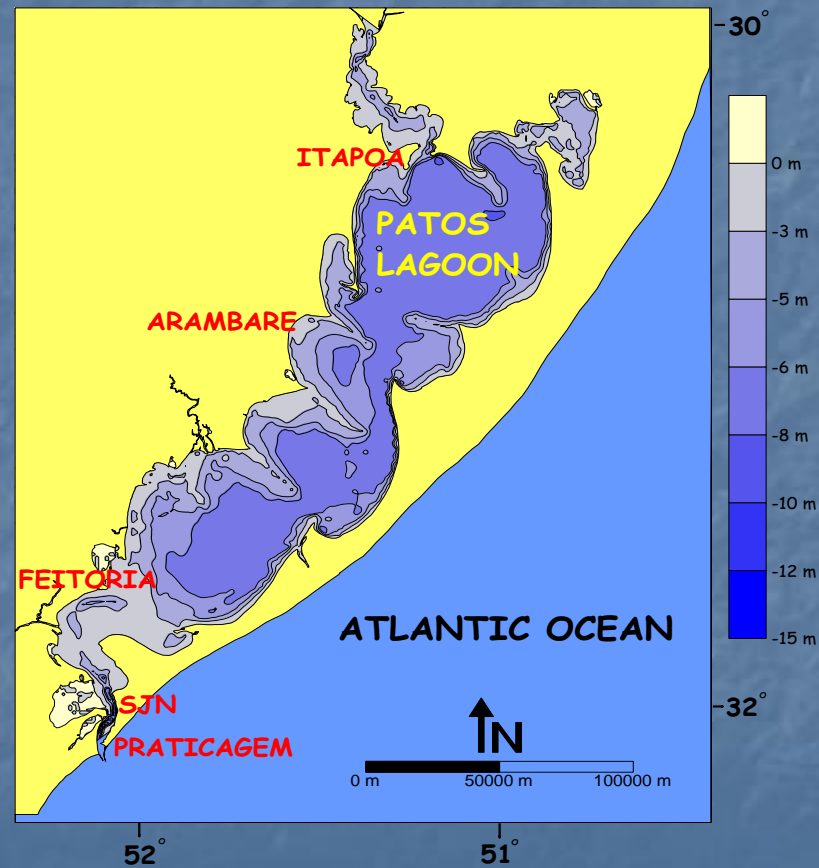 30°
ITAPOA
0 m
PATOS
LAGOON
-3 m
-5 m
ARAMBARE
-6 m
-8 m
-10 m
-12 m
FEITORIA
ATLANTIC OCEAN
-15 m
SJN
32°
N
PRATICAGEM
0 m 50000 m 100000 m
52° 51°